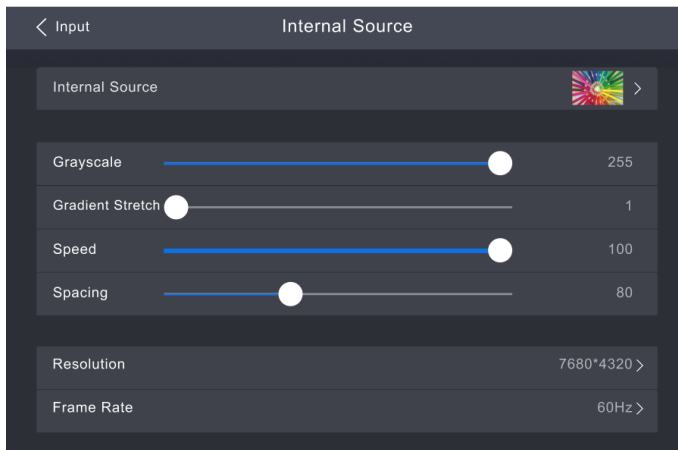 Input
Internal Source
Internal Source
Grayscale 255
Gradient Stretch 1
Speed 100
Spacing 80
Resolution 7680*4320
Frame Rate 60Hz